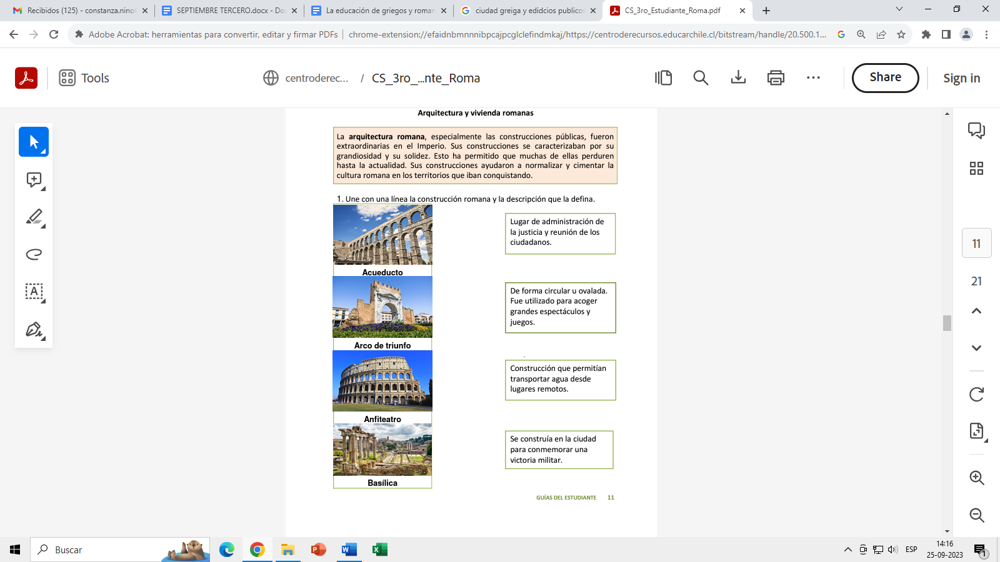 Recibidos (125) - constanza.nino
SEPTIEMBRE TERCERO.docx - Do
La educación de griegos y roman
ciudad greiga y edidcios publico
CS_3ro_Estudiante_Roma.pdf
Adobe Acrobat: herramientas para convertir, editar y firmar PDFs
chrome-extension://efaidnbmnnnibpcajpcglclefindmkaj/https://centroderecursos.educarchile.cl/bitstream/handle/20.500.1...
Tools
centroderec...
/
CS_3ro_...nte_Roma
Share
Sign in
Arquitectura y vivienda romanas
La arquitectura romana, especialmente las construcciones públicas, fueron
extraordinarias en el Imperio. Sus construcciones se caracterizaban por su
grandiosidad y su solidez. Esto ha permitido que muchas de ellas perduren
hasta la actualidad. Sus construcciones ayudaron a normalizar y cimentar la
cultura romana en los territorios que iban conquistando.
1. Une con una línea la construcción romana y la descripción que la defina.
Acueducto
Lugar de administración de
la justicia y reunión de los
ciudadanos.
Arco de triunfo
De forma circular u ovalada.
Fue utilizado para acoger
grandes espectáculos y
juegos.
Anfiteatro
Construcción que permitían
transportar agua desde
lugares remotos.
Basílica
Se construía en la ciudad
para conmemorar una
victoria militar.
GUÍAS DEL ESTUDIANTE 11
11
21
Buscar
ESP
14:16
25-09-2023
1